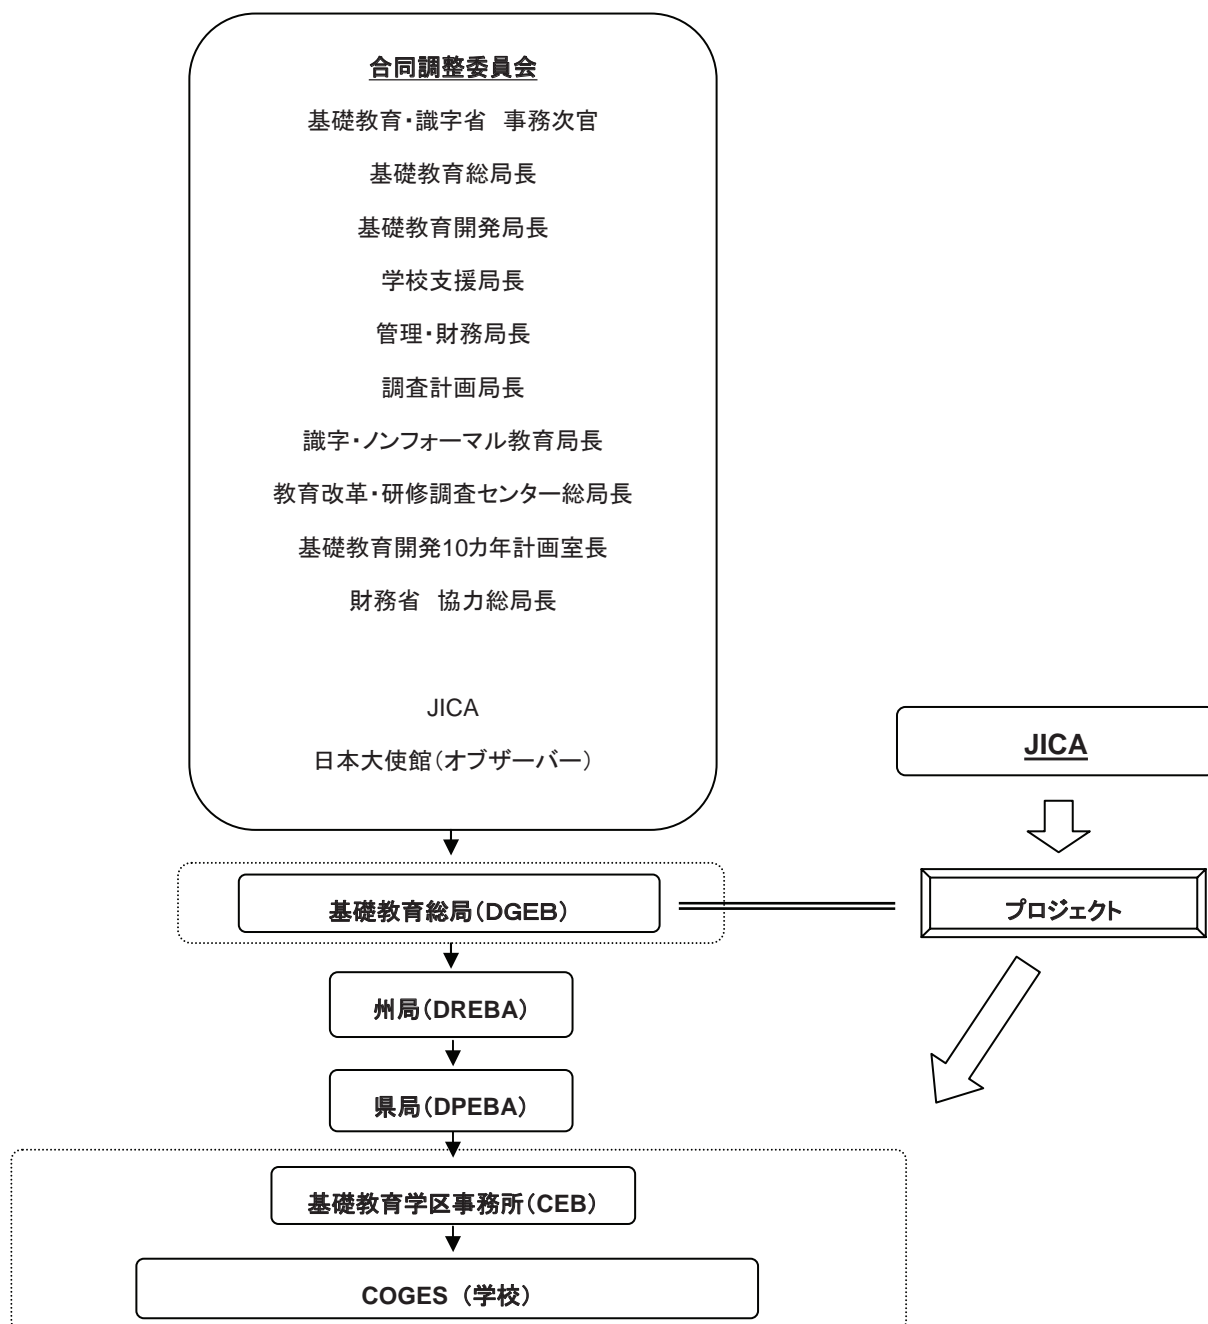 合同調整委員会
基礎教育・識字省　事務次官
基礎教育総局長
基礎教育開発局長
学校支援局長
管理・財務局長
調査計画局長
識字・ノンフォーマル教育局長
教育改革・研修調査センター総局長
基礎教育開発10カ年計画室長
財務省　協力総局長
JICA
日本大使館（オブザーバー）
JICA
基礎教育総局（DGEB）
プロジェクト
州局（DREBA）
県局（DPEBA）
基礎教育学区事務所（CEB）
COGES（学校）